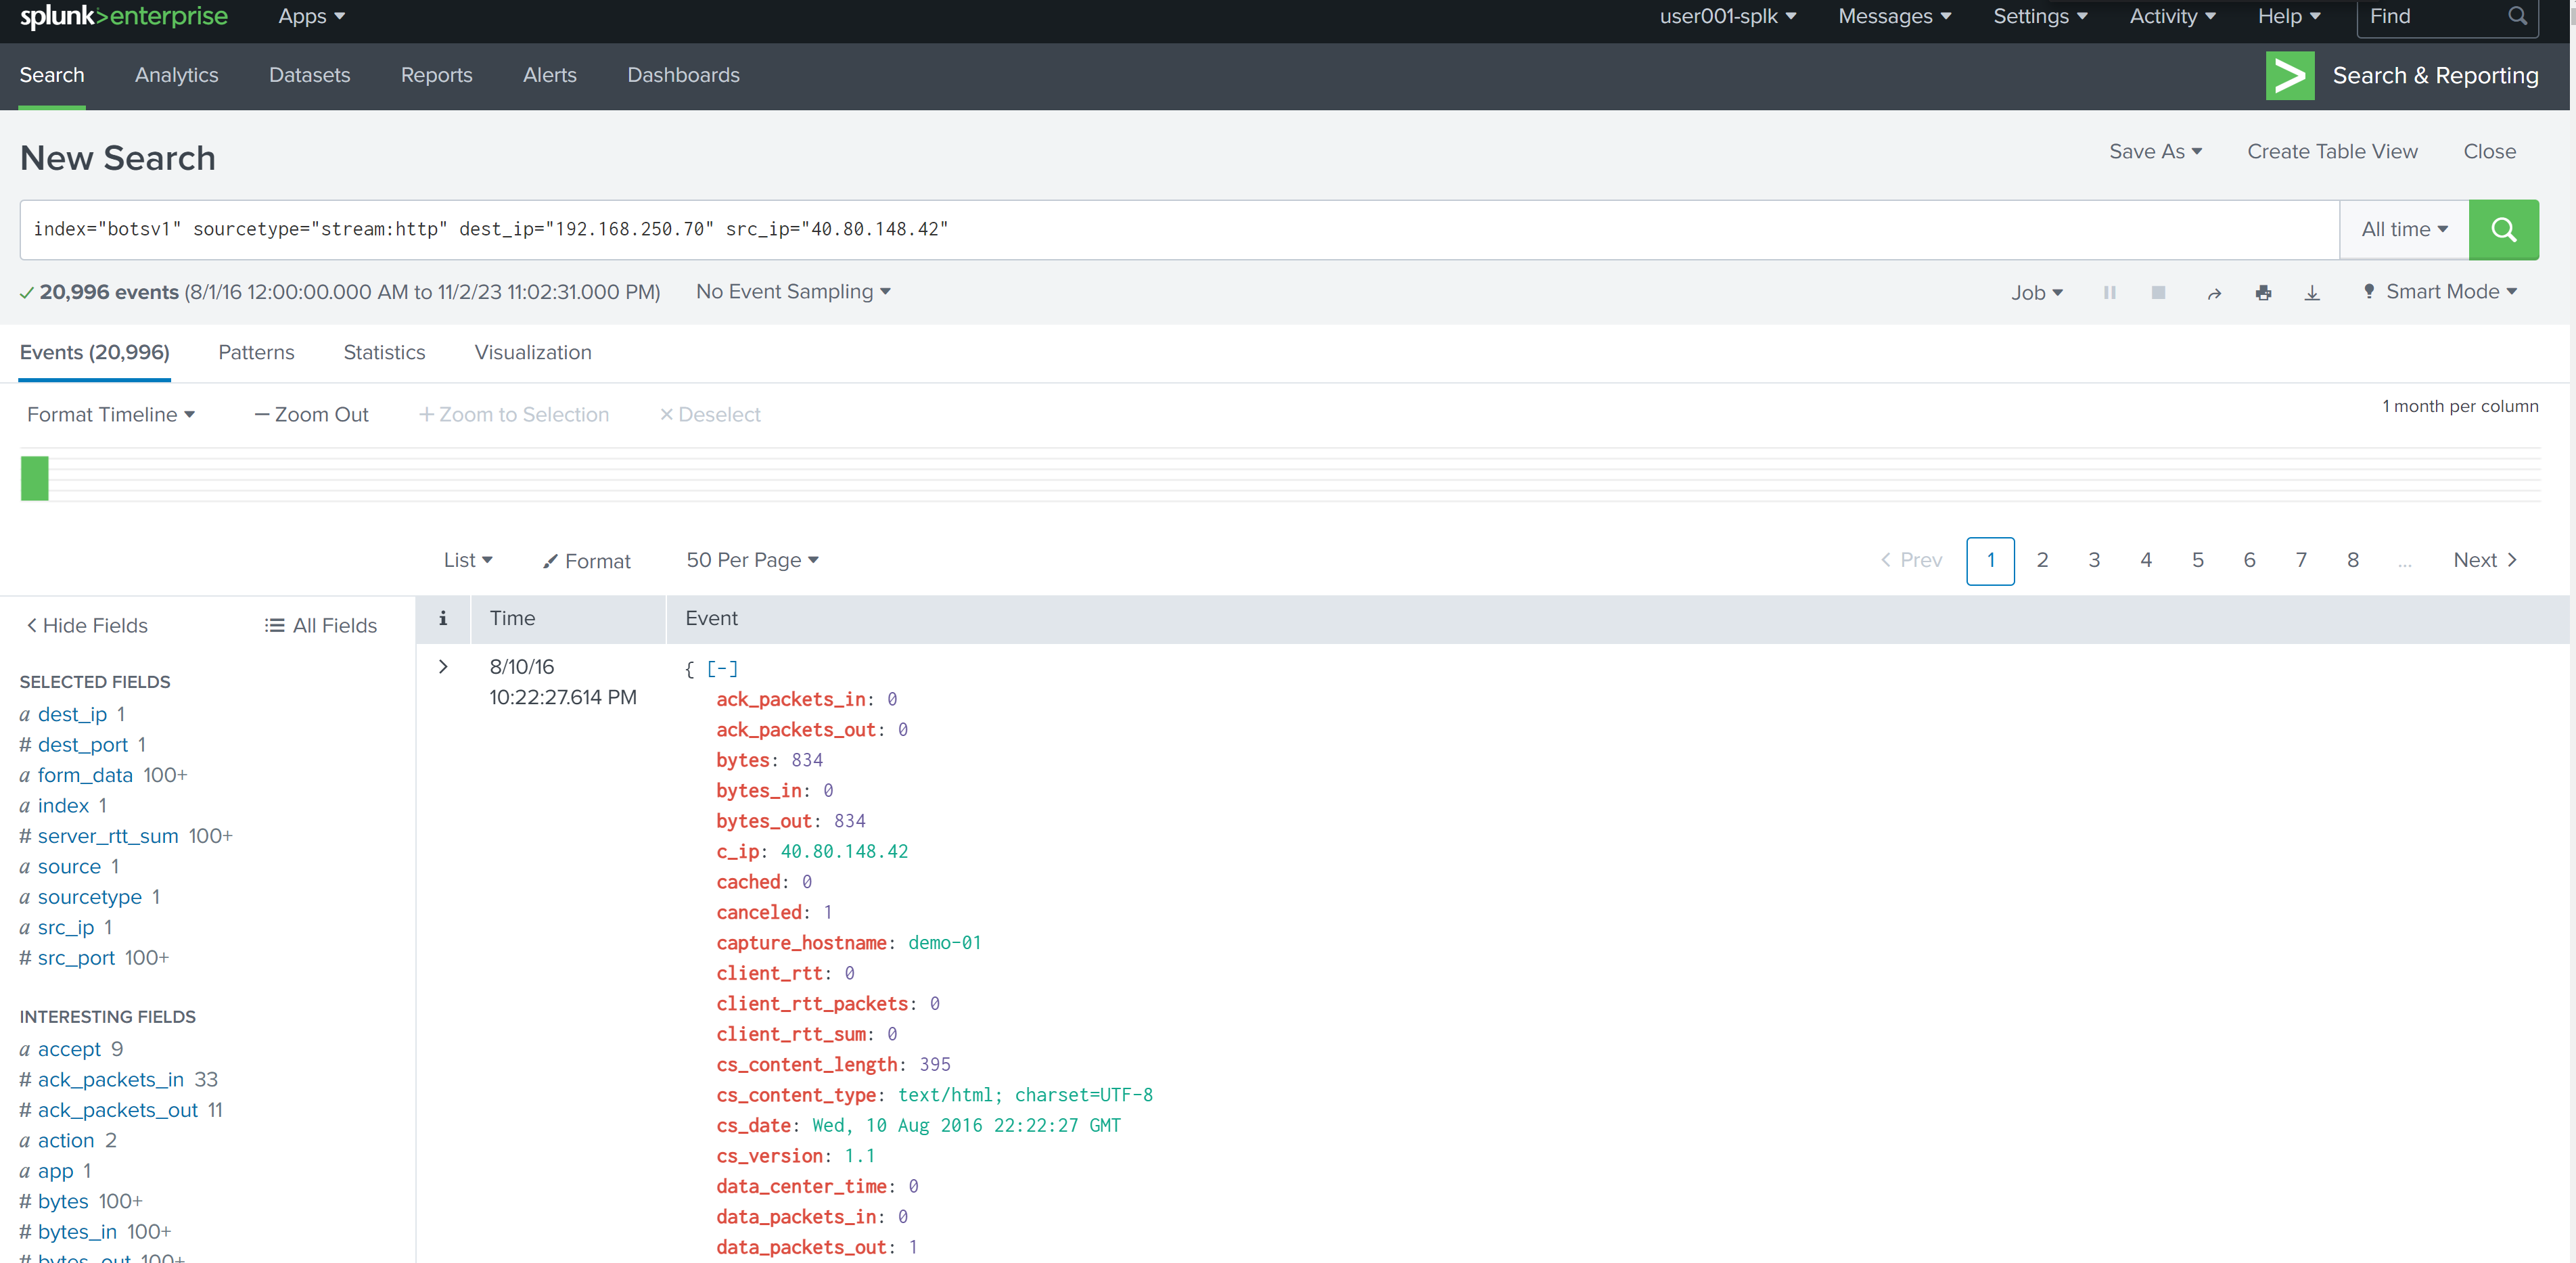 splunk>enterprise Apps user001-splk Messages Settings Activity Help Find
Search Analytics Datasets Reports Alerts Dashboards Search & Reporting
New Search Save As Create Table View Close
index="botsv1" sourcetype="stream:http" dest_ip="192.168.250.70" src_ip="40.80.148.42" All time
20,996 events (8/1/16 12:00:00.000 AM to 11/2/23 11:02:31.000 PM) No Event Sampling Job Smart Mode
Events (20,996) Patterns Statistics Visualization
Format Timeline — Zoom Out + Zoom to Selection × Deselect 1 month per column
List Format 50 Per Page < Prev 1 2 3 4 5 6 7 8 ... Next >
< Hide Fields All Fields
SELECTED FIELDS
a dest_ip 1
# dest_port 1
a form_data 100+
a index 1
# server_rtt_sum 100+
a source 1
a sourcetype 1
a src_ip 1
# src_port 100+
INTERESTING FIELDS
a accept 9
# ack_packets_in 33
# ack_packets_out 11
a action 2
a app 1
# bytes 100+
# bytes_in 100+
# bytes_out 100+
i Time Event
> 8/10/16
10:22:27.614 PM
{ [-]
ack_packets_in: 0
ack_packets_out: 0
bytes: 834
bytes_in: 0
bytes_out: 834
c_ip: 40.80.148.42
cached: 0
canceled: 1
capture_hostname: demo-01
client_rtt: 0
client_rtt_packets: 0
client_rtt_sum: 0
cs_content_length: 395
cs_content_type: text/html; charset=UTF-8
cs_date: Wed, 10 Aug 2016 22:22:27 GMT
cs_version: 1.1
data_center_time: 0
data_packets_in: 0
data_packets_out: 1